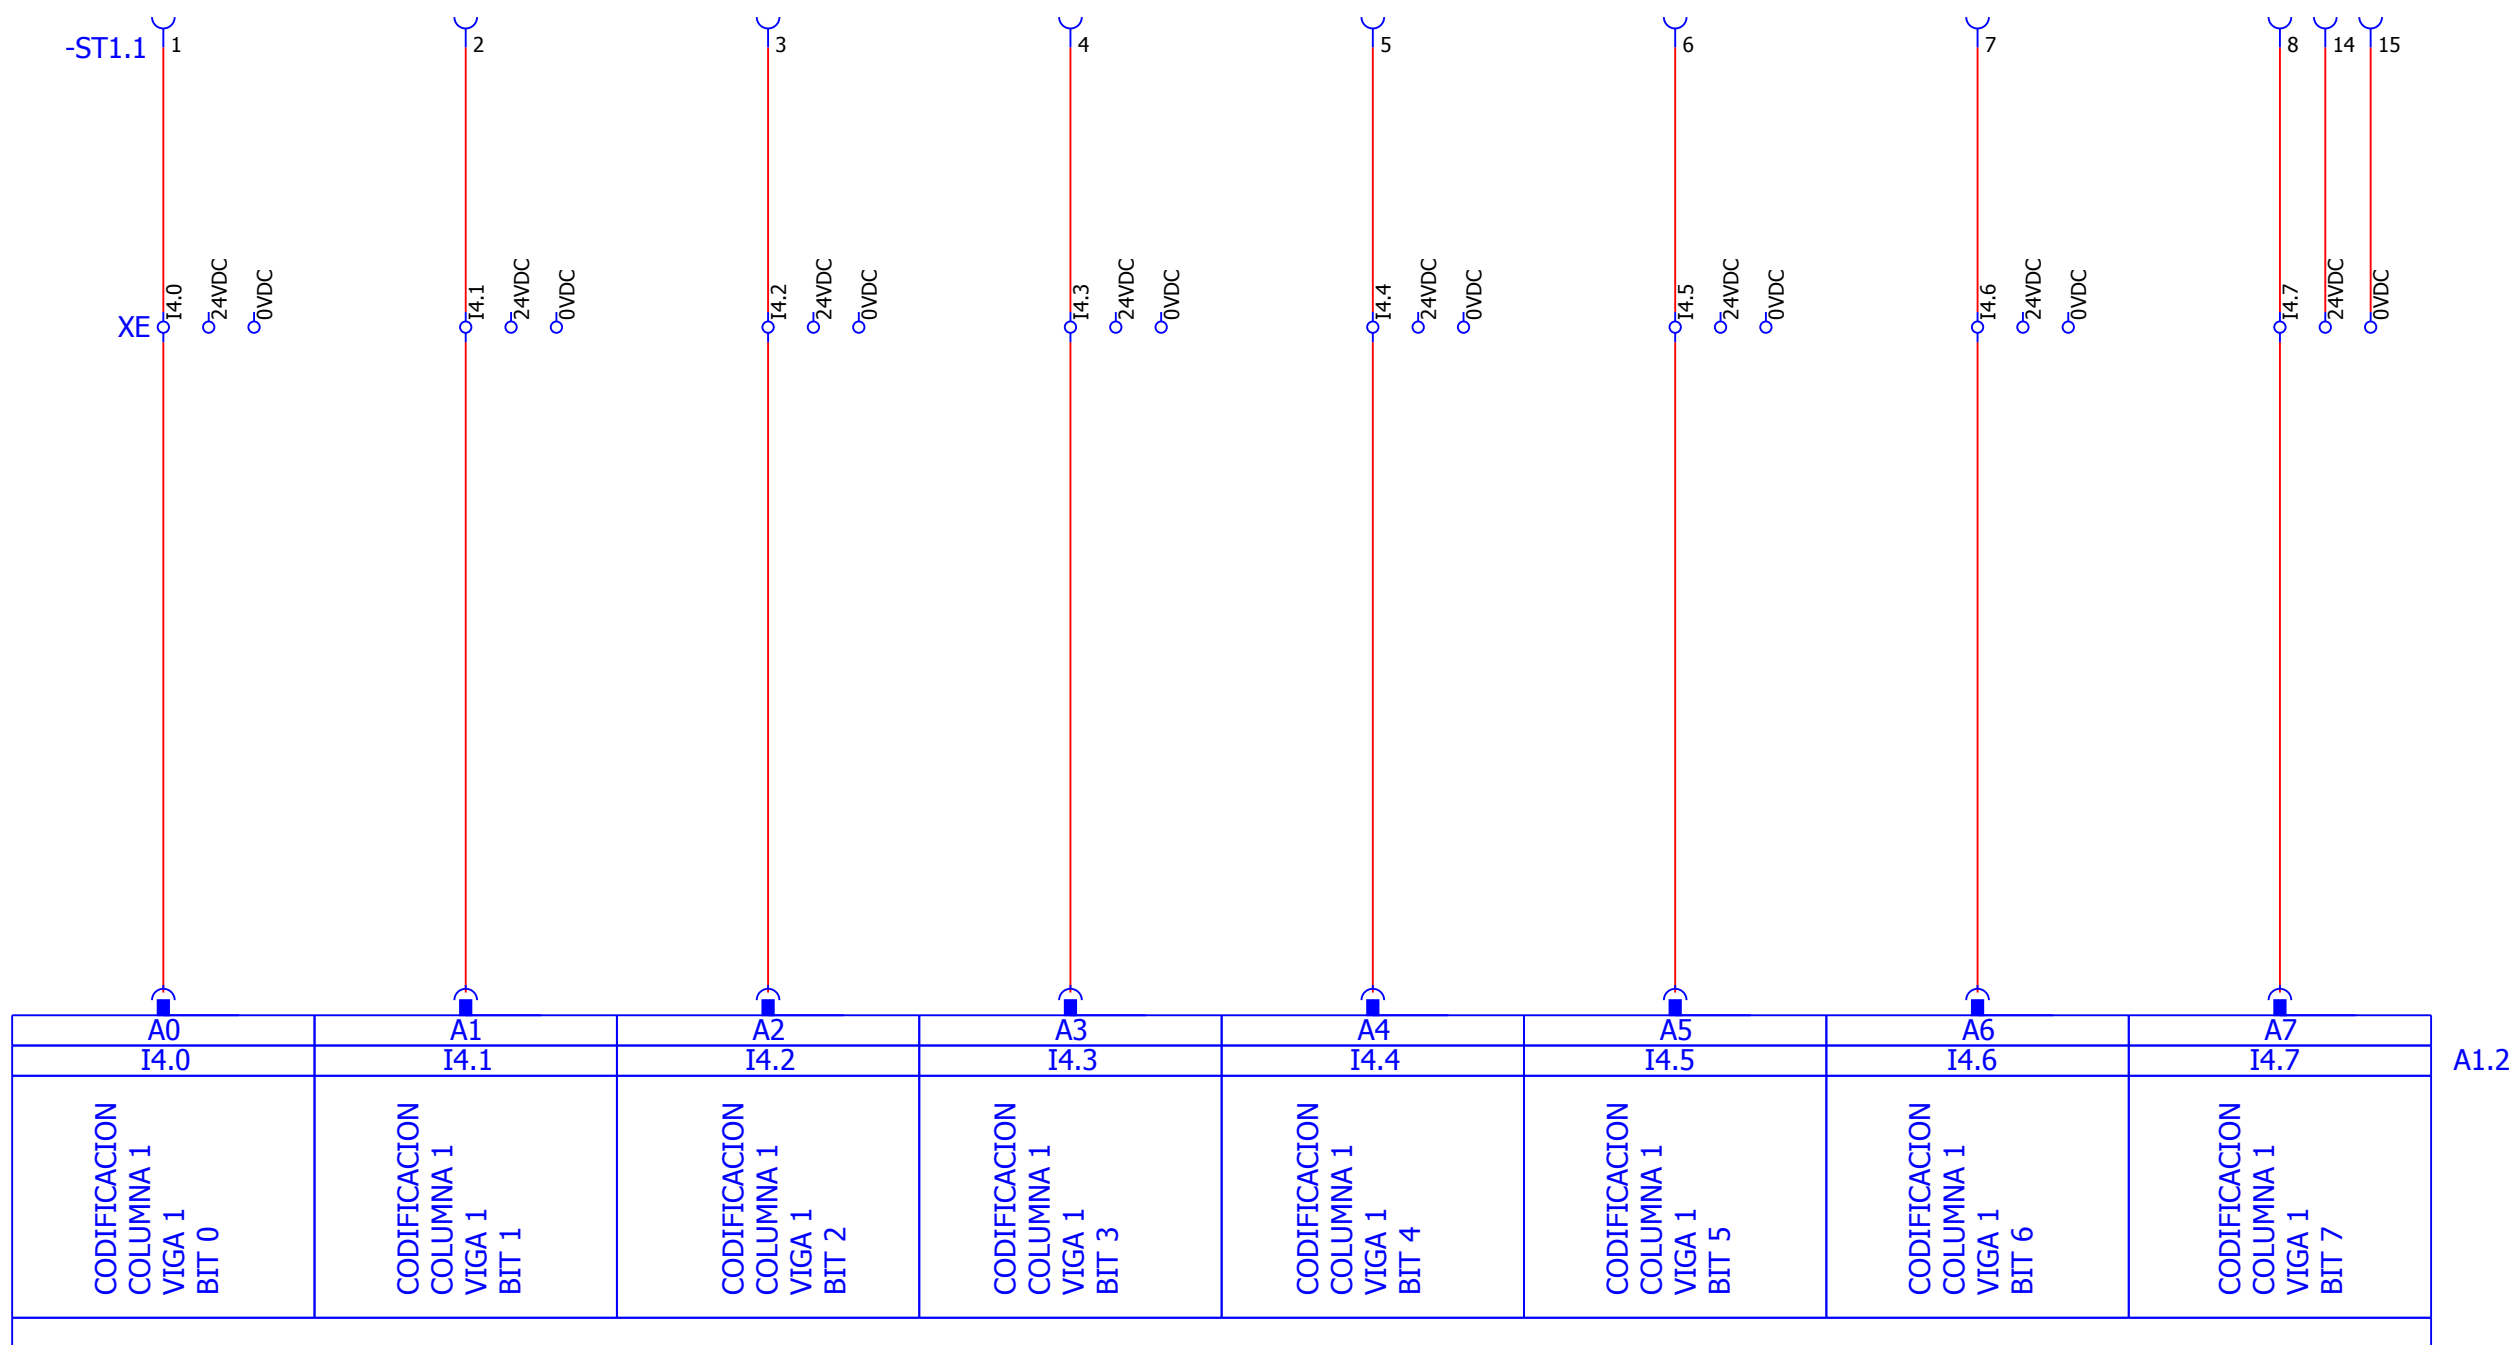 -ST1.1 1 2 3 4 5 6 7 8 14 15
XE I4.0 24VDC 0VDC I4.1 24VDC 0VDC I4.2 24VDC 0VDC I4.3 24VDC 0VDC I4.4 24VDC 0VDC I4.5 24VDC 0VDC I4.6 24VDC 0VDC I4.7 24VDC 0VDC
A0 A1 A2 A3 A4 A5 A6 A7
I4.0 I4.1 I4.2 I4.3 I4.4 I4.5 I4.6 I4.7 A1.2
CODIFICACION
COLUMNA 1
VIGA 1
BIT 0
CODIFICACION
COLUMNA 1
VIGA 1
BIT 1
CODIFICACION
COLUMNA 1
VIGA 1
BIT 2
CODIFICACION
COLUMNA 1
VIGA 1
BIT 3
CODIFICACION
COLUMNA 1
VIGA 1
BIT 4
CODIFICACION
COLUMNA 1
VIGA 1
BIT 5
CODIFICACION
COLUMNA 1
VIGA 1
BIT 6
CODIFICACION
COLUMNA 1
VIGA 1
BIT 7